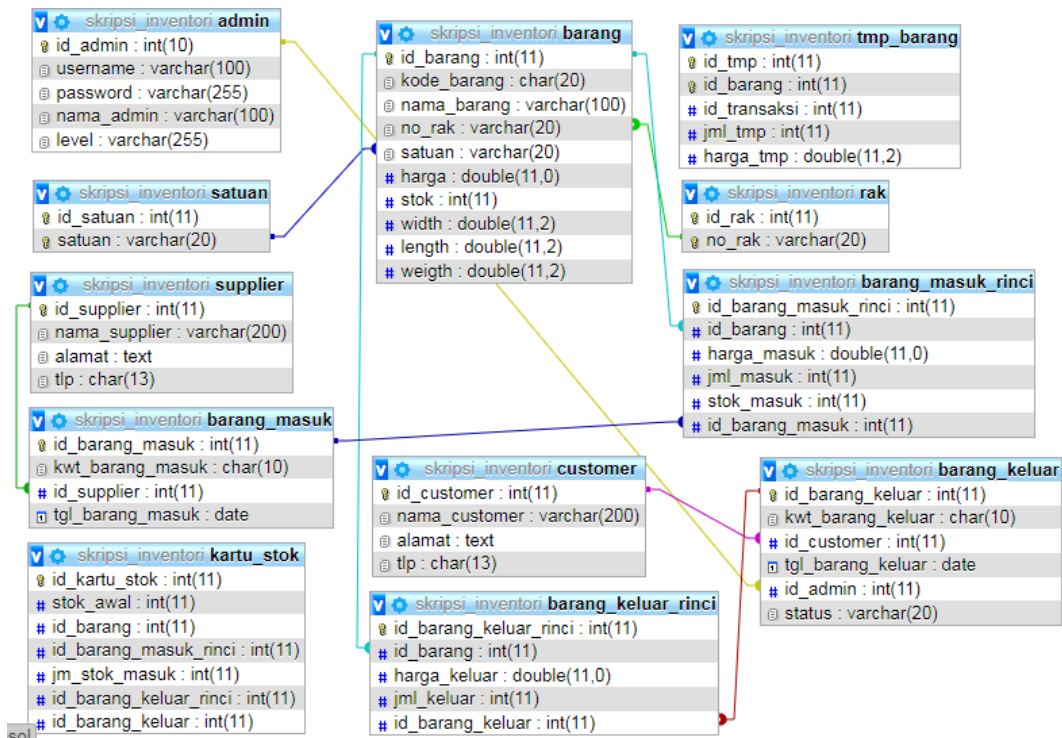 skripsi_inventori admin
id_admin : int(10)
username : varchar(100)
password : varchar(255)
nama_admin : varchar(100)
level : varchar(255)
skripsi_inventori satuan
id_satuan : int(11)
satuan : varchar(20)
skripsi_inventori supplier
id_supplier : int(11)
nama_supplier : varchar(200)
alamat : text
tlp : char(13)
skripsi_inventori barang_masuk
id_barang_masuk : int(11)
kwt_barang_masuk : char(10)
id_supplier : int(11)
tgl_barang_masuk : date
skripsi_inventori kartu_stok
id_kartu_stok : int(11)
stok_awal : int(11)
id_barang : int(11)
id_barang_masuk_rinci : int(11)
jm_stok_masuk : int(11)
id_barang_keluar_rinci : int(11)
id_barang_keluar : int(11)
skripsi_inventori barang
id_barang : int(11)
kode_barang : char(20)
nama_barang : varchar(100)
no_rak : varchar(20)
satuan : varchar(20)
harga : double(11,0)
stok : int(11)
width : double(11,2)
length : double(11,2)
weigth : double(11,2)
skripsi_inventori customer
id_customer : int(11)
nama_customer : varchar(200)
alamat : text
tlp : char(13)
skripsi_inventori barang_keluar_rinci
id_barang_keluar_rinci : int(11)
id_barang : int(11)
harga_keluar : double(11,0)
jml_keluar : int(11)
id_barang_keluar : int(11)
skripsi_inventori tmp_barang
id_tmp : int(11)
id_barang : int(11)
id_transaksi : int(11)
jml_tmp : int(11)
harga_tmp : double(11,2)
skripsi_inventori rak
id_rak : int(11)
no_rak : varchar(20)
skripsi_inventori barang_masuk_rinci
id_barang_masuk_rinci : int(11)
id_barang : int(11)
harga_masuk : double(11,0)
jml_masuk : int(11)
stok_masuk : int(11)
id_barang_masuk : int(11)
skripsi_inventori barang_keluar
id_barang_keluar : int(11)
kwt_barang_keluar : char(10)
id_customer : int(11)
tgl_barang_keluar : date
id_admin : int(11)
status : varchar(20)